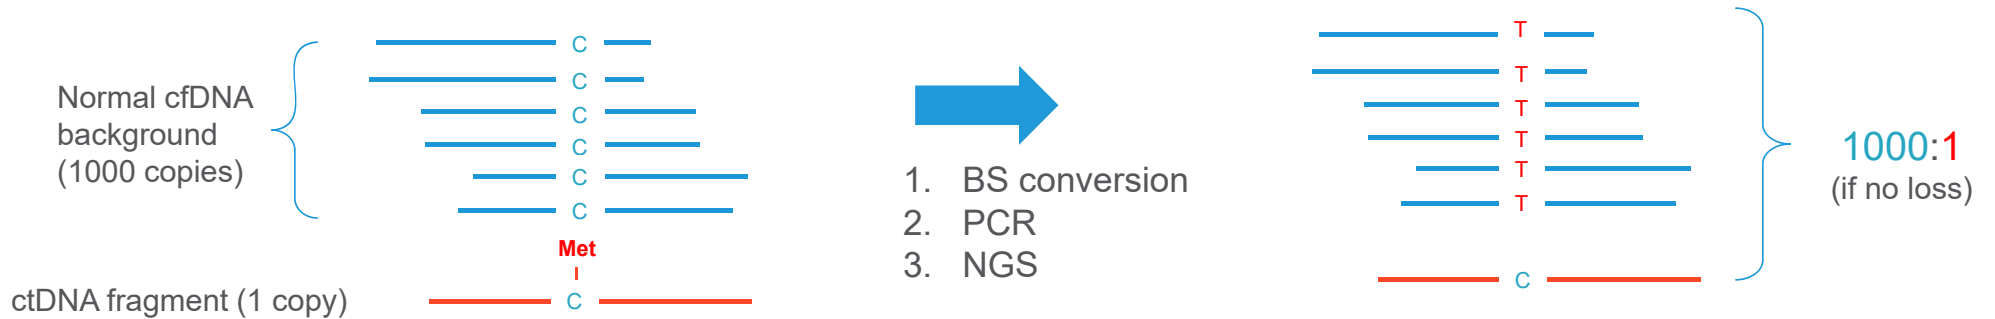 Normal cfDNA
background
(1000 copies)
C
C
C
C
C
C
Met
C
ctDNA fragment (1 copy)
1. BS conversion
2. PCR
3. NGS
T
T
T
T
T
T
C
1000:1
(if no loss)